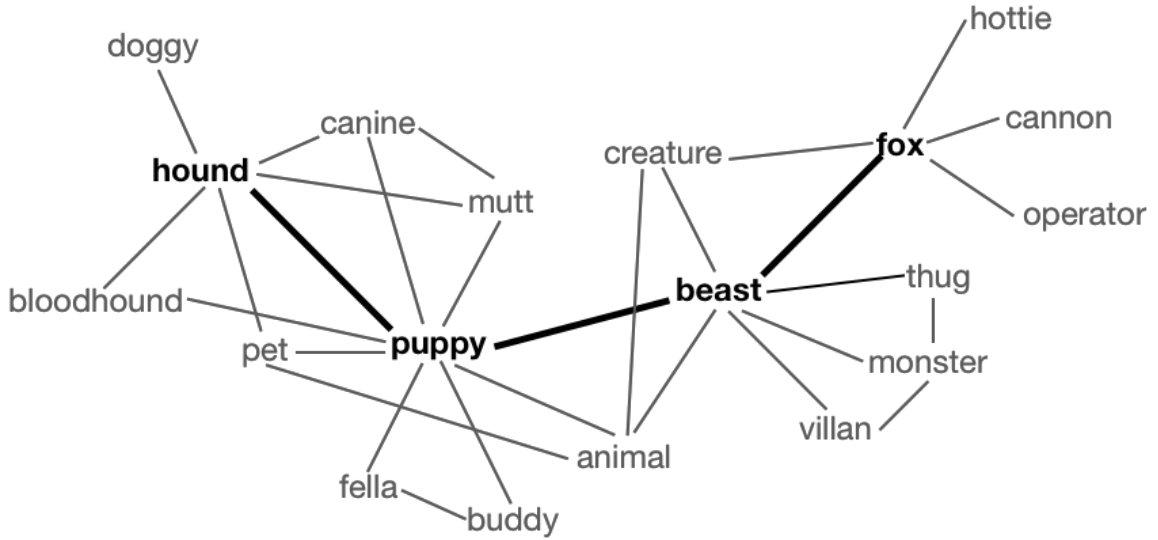 hottie
doggy
canine
cannon
fox
creature
hound
mutt
operator
thug
beast
bloodhound
puppy
pet
monster
villan
animal
fella
buddy